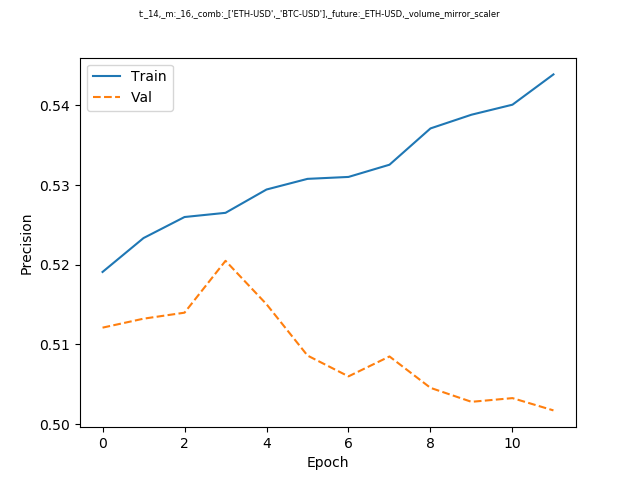 t:_14,_m:_16,_comb:_['ETH-USD',_'BTC-USD'],_future:_ETH-USD,_volume_mirror_scaler
Train
Val
0.54
0.53
0.52
0.51
0.50
Precision
0 2 4 6 8 10
Epoch